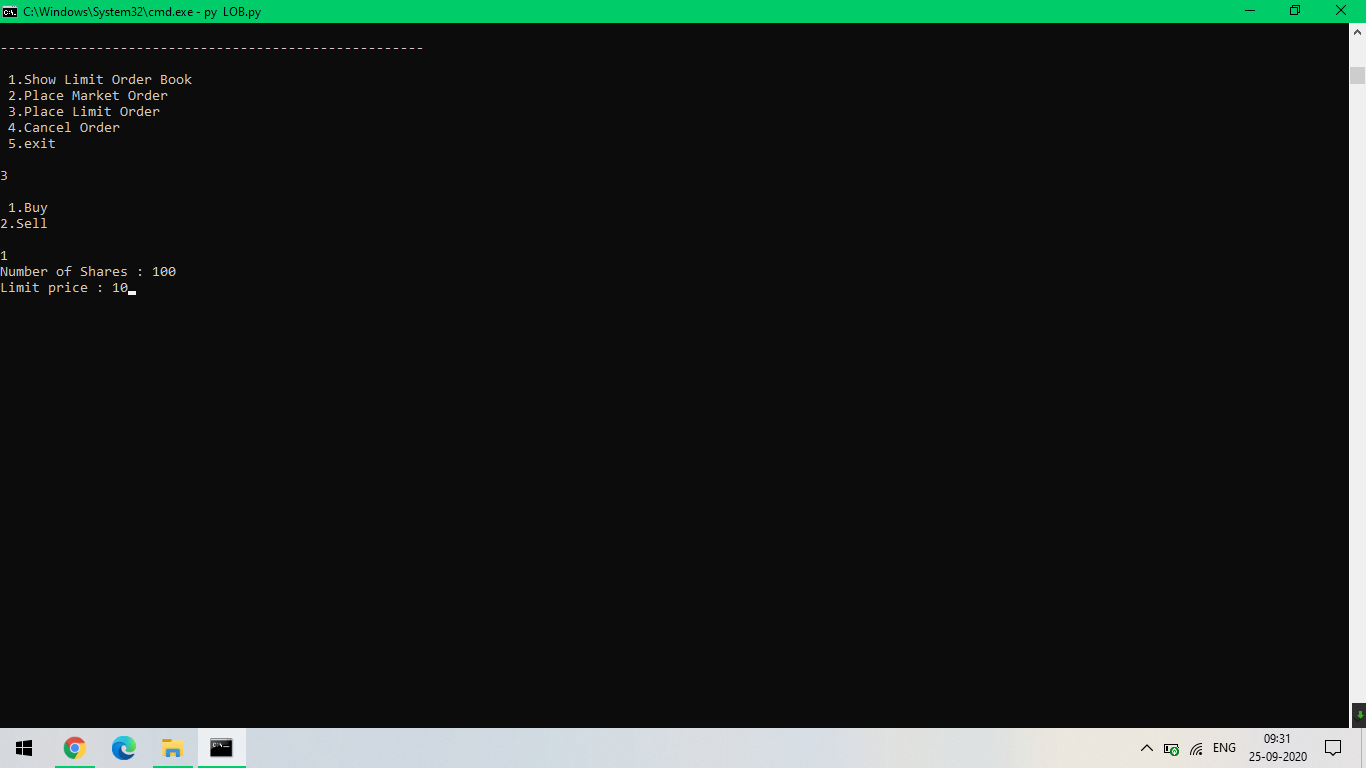 C:\Windows\System32\cmd.exe - py LOB.py
-----------------------------------------------------
1.Show Limit Order Book
2.Place Market Order
3.Place Limit Order
4.Cancel Order
5.exit
3
1.Buy
2.Sell
1
Number of Shares : 100
Limit price : 10
ENG
09:31
25-09-2020